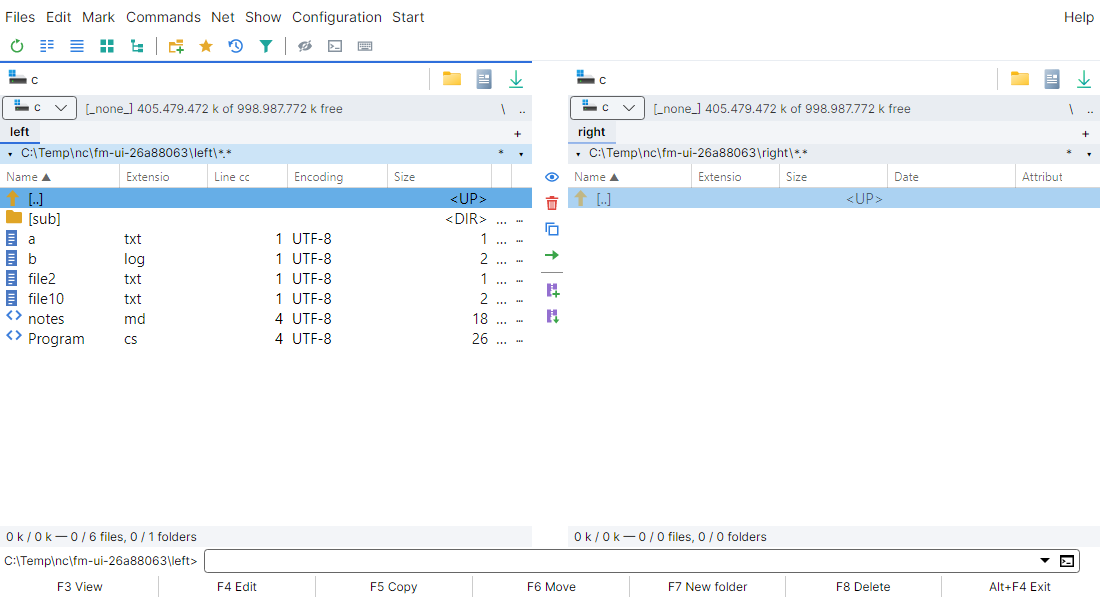 Files Edit Mark Commands Net Show Configuration Start Help
c c
c [_none_] 405.479.472 k of 998.987.772 k free \ .. c [_none_] 405.479.472 k of 998.987.772 k free \ ..
left + right +
C:\Temp\nc\fm-ui-26a88063\left\*.* * C:\Temp\nc\fm-ui-26a88063\right\*.* *
Name Extensio Line cc Encoding Size Name Extensio Size Date Attribut
[..] <UP> [..] <UP>
[sub] <DIR> ... ...
a txt 1 UTF-8 1 ... ...
b log 1 UTF-8 2 ... ...
file2 txt 1 UTF-8 1 ... ...
file10 txt 1 UTF-8 2 ... ...
notes md 4 UTF-8 18 ... ...
Program cs 4 UTF-8 26 ... ...
0 k / 0 k — 0 / 6 files, 0 / 1 folders 0 k / 0 k — 0 / 0 files, 0 / 0 folders
C:\Temp\nc\fm-ui-26a88063\left>
F3 View F4 Edit F5 Copy F6 Move F7 New folder F8 Delete Alt+F4 Exit